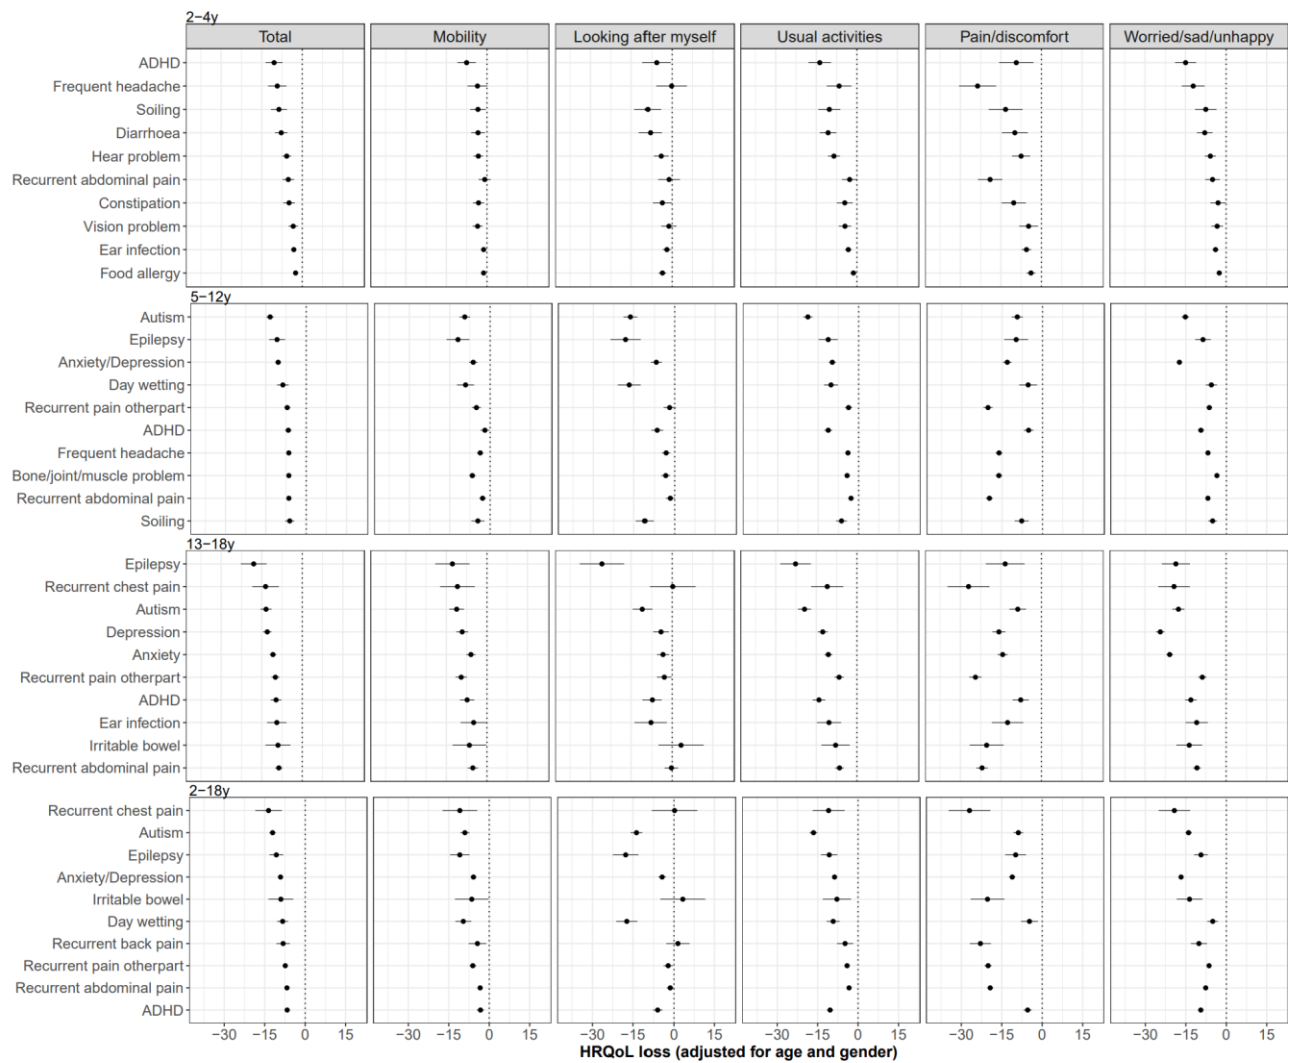 2−4y
Total Mobility Looking after myself Usual activities Pain/discomfort Worried/sad/unhappy
ADHD
Frequent headache
Soiling
Diarrhoea
Hear problem
Recurrent abdominal pain
Constipation
Vision problem
Ear infection
Food allergy
5−12y
Autism
Epilepsy
Anxiety/Depression
Day wetting
Recurrent pain otherpart
ADHD
Frequent headache
Bone/joint/muscle problem
Recurrent abdominal pain
Soiling
13−18y
Epilepsy
Recurrent chest pain
Autism
Depression
Anxiety
Recurrent pain otherpart
ADHD
Ear infection
Irritable bowel
Recurrent abdominal pain
2−18y
Recurrent chest pain
Autism
Epilepsy
Anxiety/Depression
Irritable bowel
Day wetting
Recurrent back pain
Recurrent pain otherpart
Recurrent abdominal pain
ADHD
−30 −15 0 15 −30 −15 0 15 −30 −15 0 15 −30 −15 0 15 −30 −15 0 15 −30 −15 0 15
HRQoL loss (adjusted for age and gender)